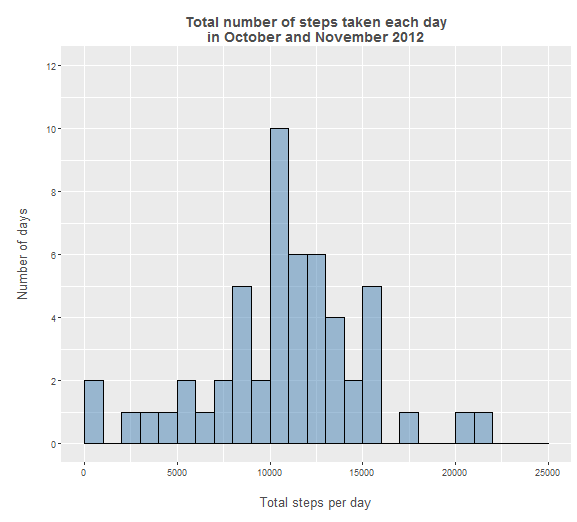 Total number of steps taken each day
in October and November 2012
12
10
8
6
4
2
0
Number of days
0 5000 10000 15000 20000 25000
Total steps per day